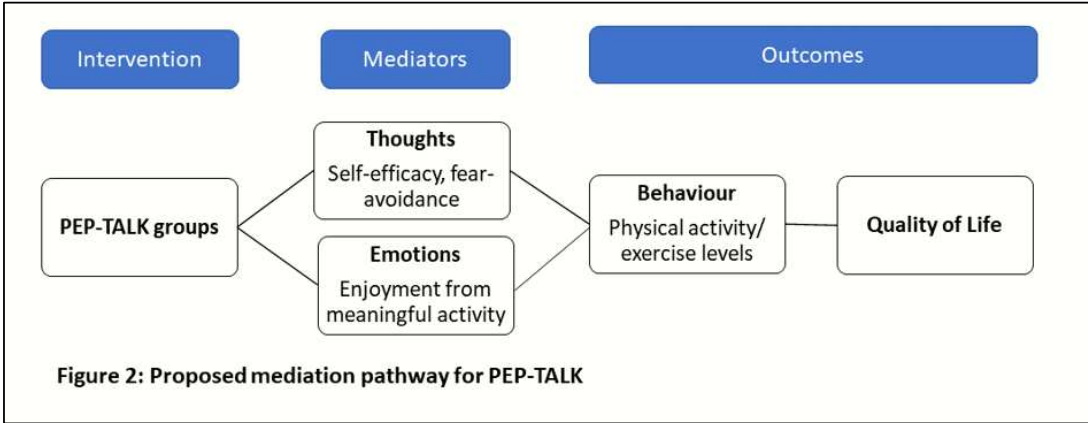 Intervention
Mediators
Outcomes
Thoughts
Self-efficacy, fear-
avoidance
PEP-TALK groups
Emotions
Enjoyment from
meaningful activity
Behaviour
Physical activity/
exercise levels
Quality of Life
Figure 2: Proposed mediation pathway for PEP-TALK